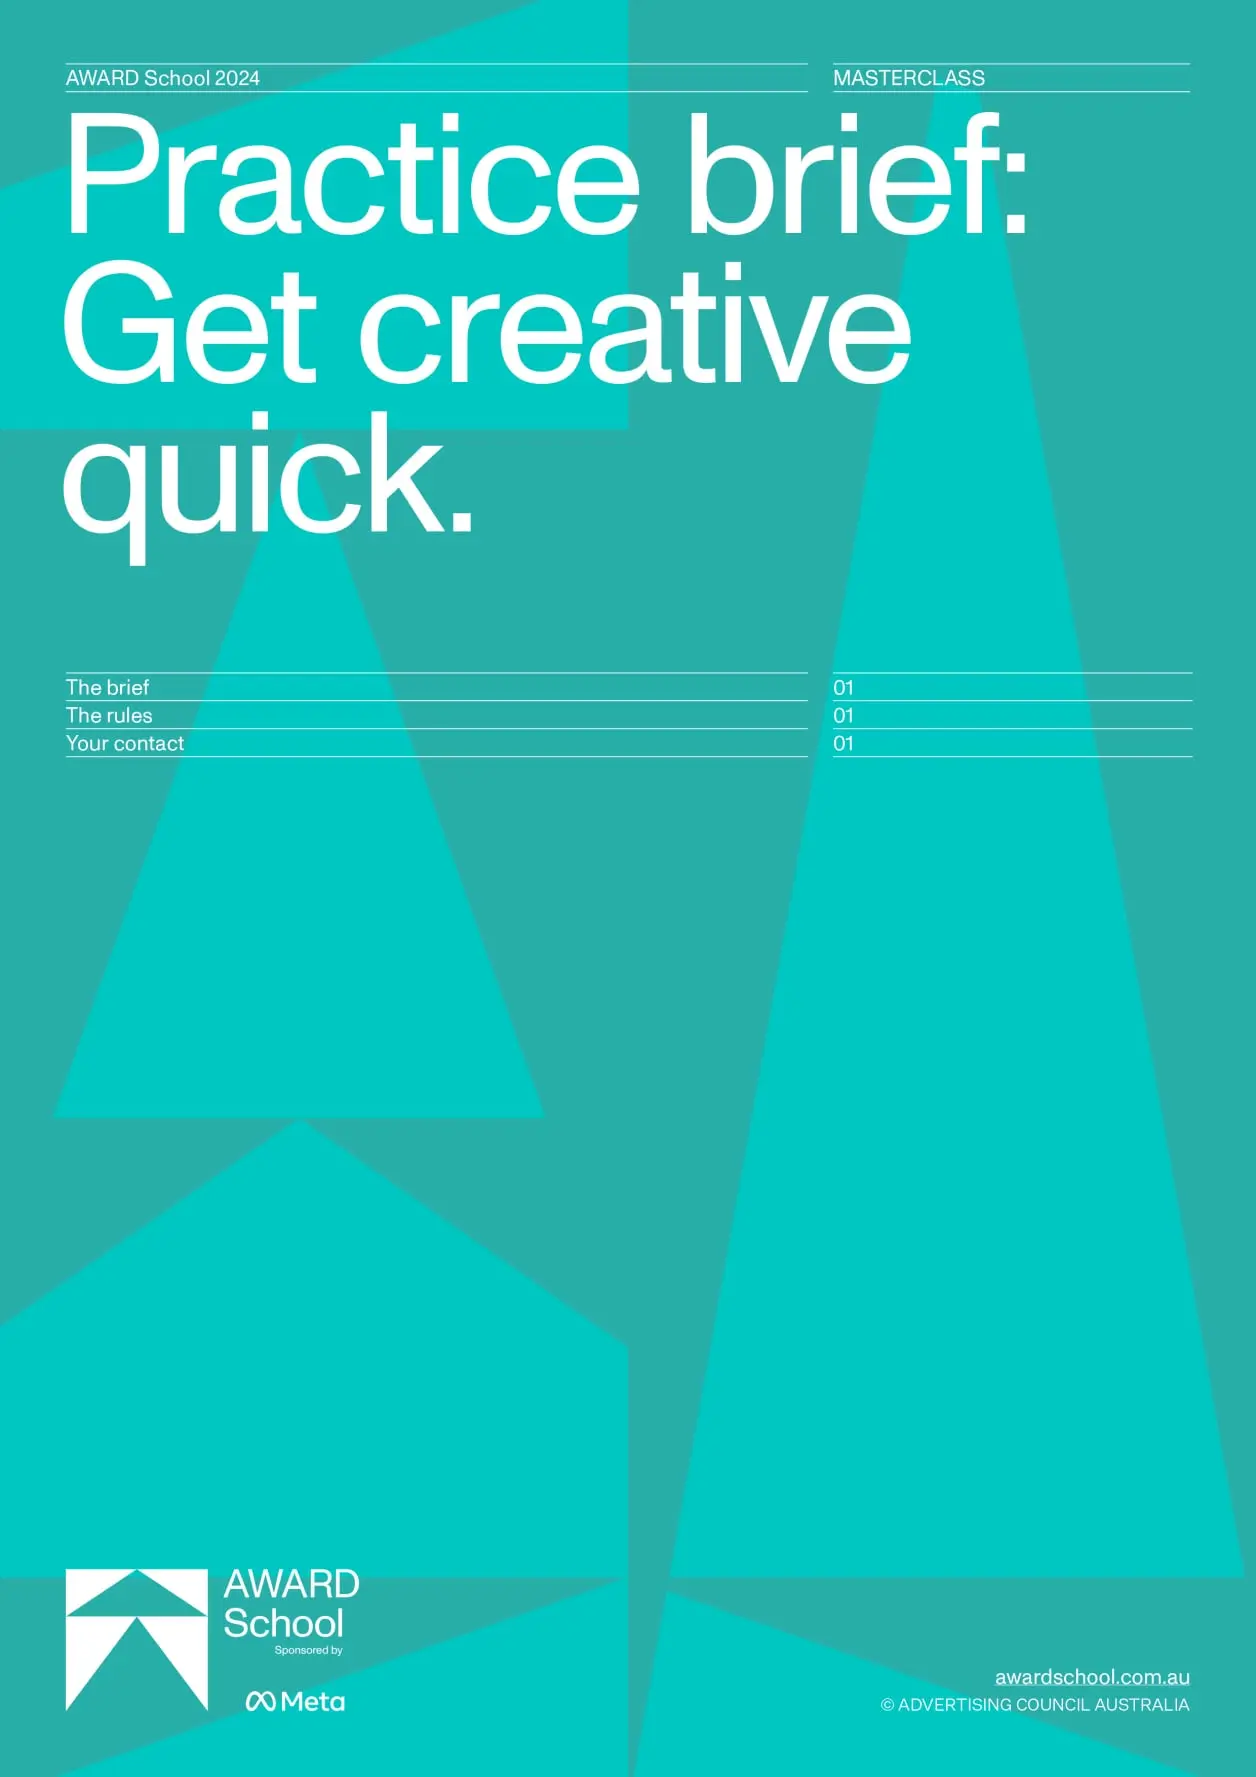 AWARD School 2024
MASTERCLASS
Practice brief:
Get creative
quick.
The brief 01
The rules 01
Your contact 01
AWARD
School
Sponsored by
Meta
awardschool.com.au
© ADVERTISING COUNCIL AUSTRALIA